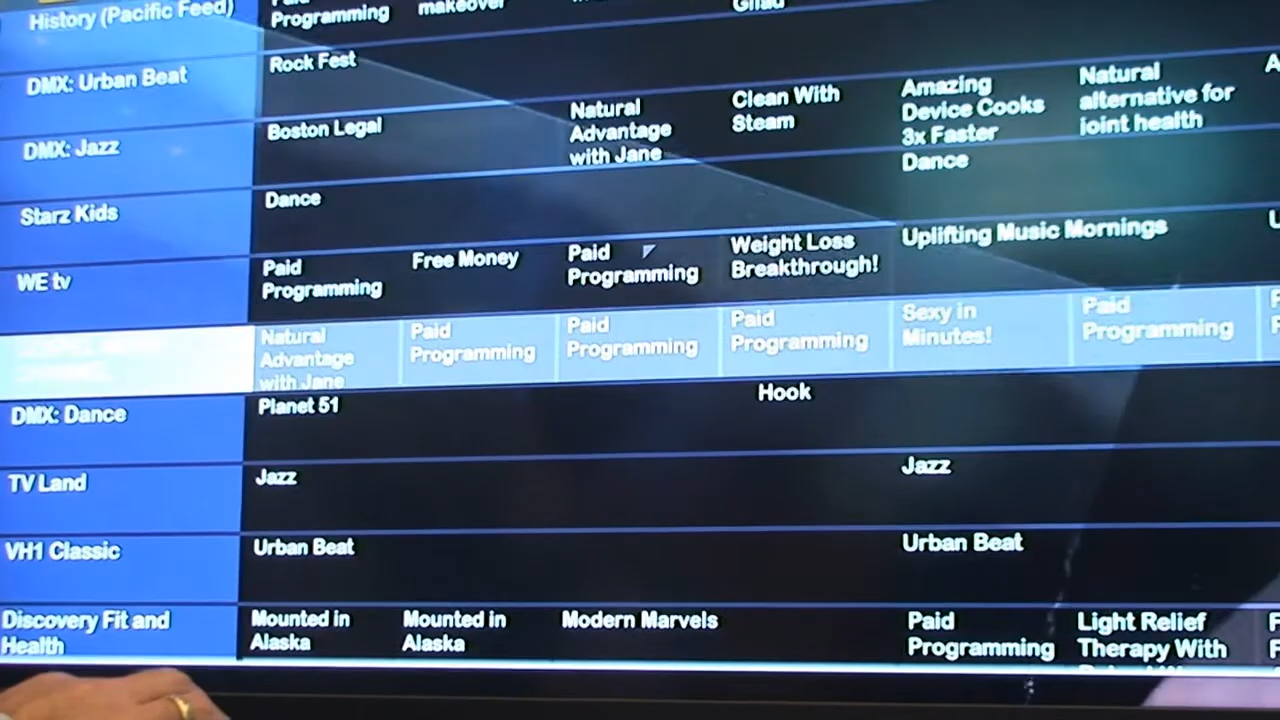 History (Pacific Feed)
Programming
makeover
DMX: Urban Beat
Rock Fest
Natural
Advantage
with Jane
Clean With
Steam
Amazing
Device Cooks
3x Faster
Natural
alternative for
joint health
DMX: Jazz
Boston Legal
Dance
Starz Kids
Dance
Uplifting Music Mornings
WE tv
Paid
Programming
Free Money
Paid
Programming
Weight Loss
Breakthrough!
Natural
Advantage
with Jane
Paid
Programming
Paid
Programming
Paid
Programming
Sexy in
Minutes!
Paid
Programming
DMX: Dance
Planet 51
Hook
TV Land
Jazz
Jazz
VH1 Classic
Urban Beat
Urban Beat
Discovery Fit and
Health
Mounted in
Alaska
Mounted in
Alaska
Modern Marvels
Paid
Programming
Light Relief
Therapy With